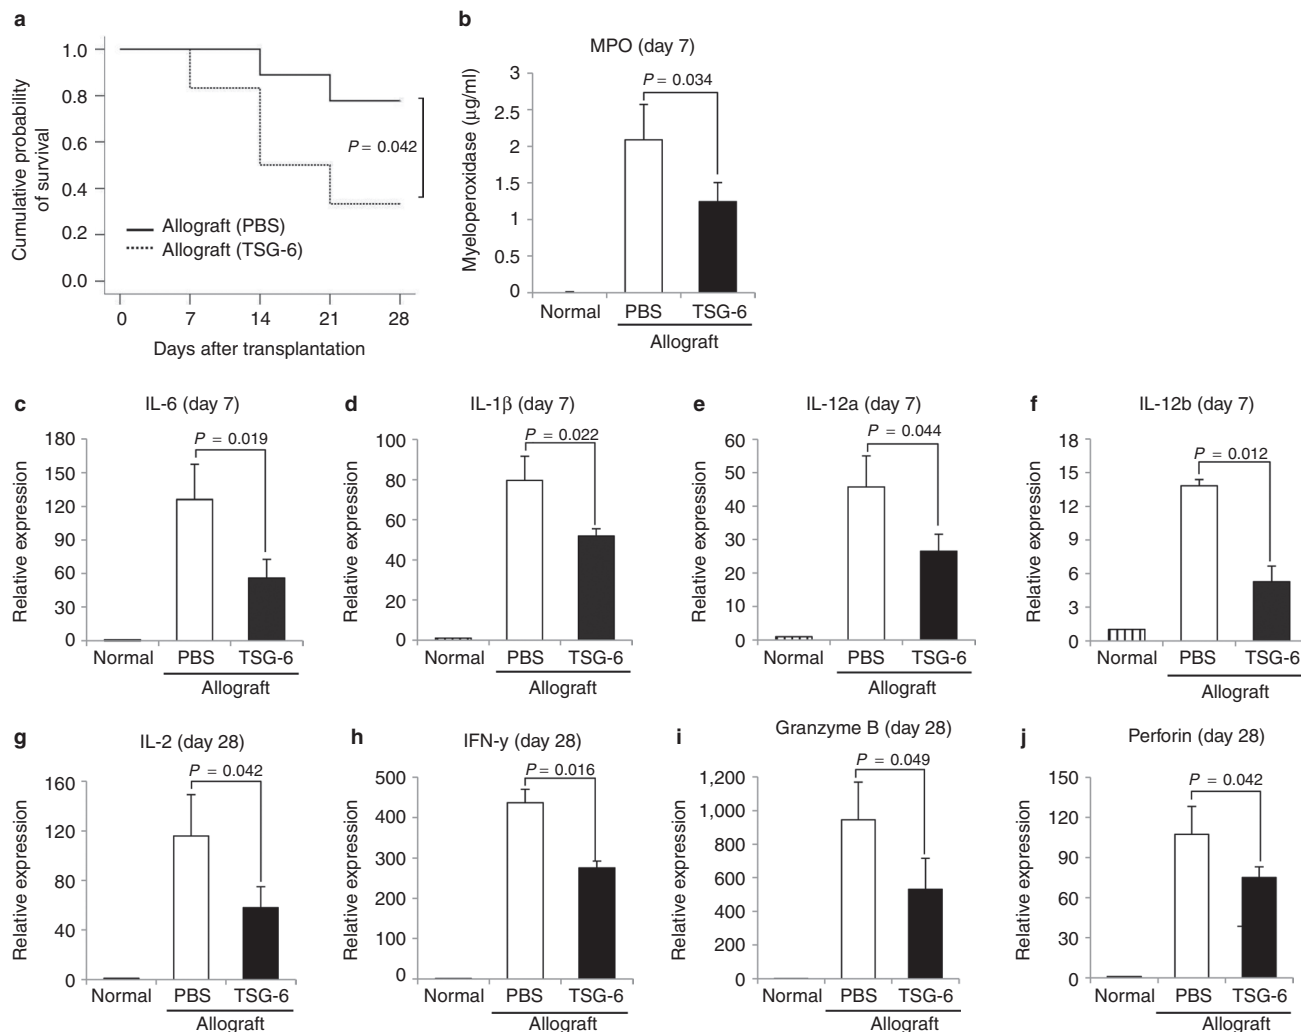 a
Cumulative probability
of survival
1.0
0.8
0.6
0.4
0.2
0.0
P = 0.042
Allograft (PBS)
Allograft (TSG-6)
0 7 14 21 28
Days after transplantation
b
MPO (day 7)
Myeloperoxidase (μg/ml)
3
2.5
2
1.5
1
0.5
0
P = 0.034
Normal PBS TSG-6
Allograft
c
IL-6 (day 7)
Relative expression
180
150
120
90
60
30
0
P = 0.019
Normal PBS TSG-6
Allograft
d
IL-1β (day 7)
Relative expression
100
80
60
40
20
0
P = 0.022
Normal PBS TSG-6
Allograft
e
IL-12a (day 7)
Relative expression
60
50
40
30
20
10
0
P = 0.044
Normal PBS TSG-6
Allograft
f
IL-12b (day 7)
Relative expression
18
15
12
9
6
3
0
P = 0.012
Normal PBS TSG-6
Allograft
g
IL-2 (day 28)
Relative expression
160
120
80
40
0
P = 0.042
Normal PBS TSG-6
Allograft
h
IFN-y (day 28)
Relative expression
500
400
300
200
100
0
P = 0.016
Normal PBS TSG-6
Allograft
i
Granzyme B (day 28)
Relative expression
1,200
1,000
800
600
400
200
0
P = 0.049
Normal PBS TSG-6
Allograft
j
Perforin (day 28)
Relative expression
150
120
90
60
30
0
P = 0.042
Normal PBS TSG-6
Allograft